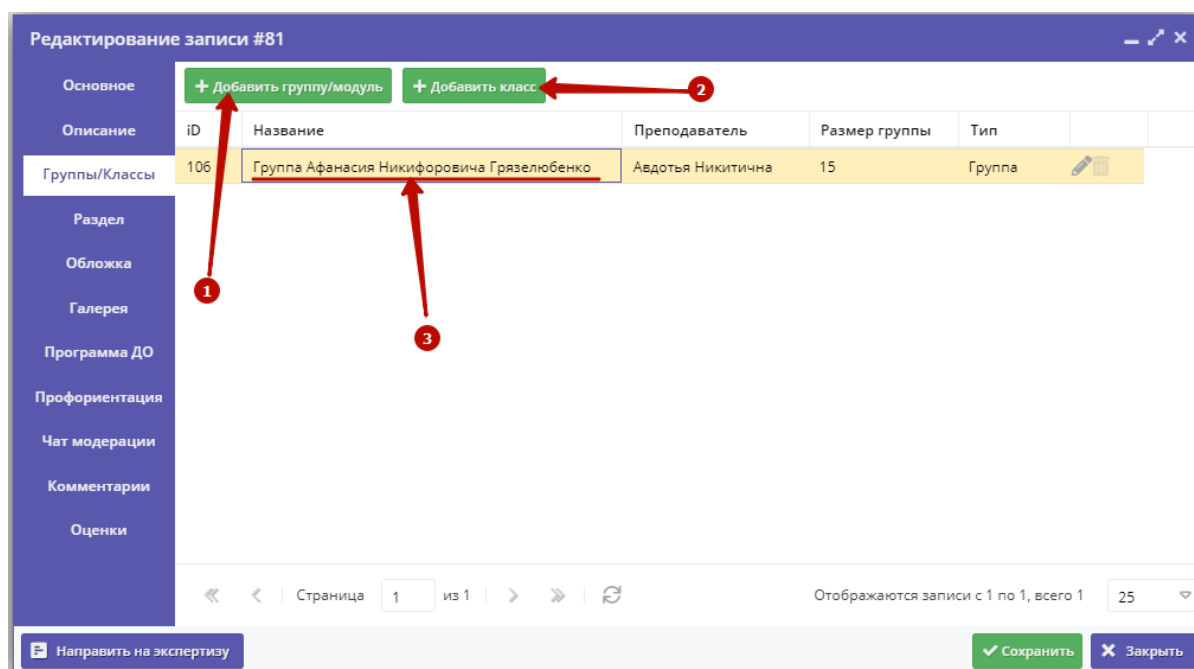 Редактирование записи #81
Основное
Описание
Группы/Классы
Раздел
Обложка
Галерея
Программа ДО
Профориентация
Чат модерации
Комментарии
Оценки
+ Добавить группу/модуль + Добавить класс 2
iD Название Преподаватель Размер группы Тип
106 Группа Афанасия Никифоровича Грязелюбенко Авдотья Никитична 15 Группа
1
3
Страница 1 из 1 Отображаются записи с 1 по 1, всего 1 25
Направить на экспертизу Сохранить Закрыть